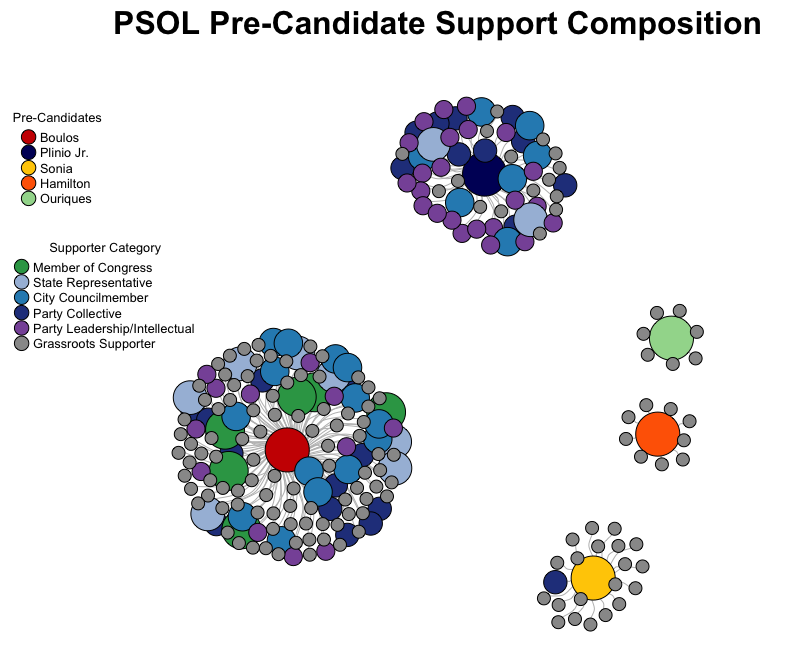 PSOL Pre-Candidate Support Composition
Pre-Candidates
Boulos
Plinio Jr.
Sonia
Hamilton
Ouriques
Supporter Category
Member of Congress
State Representative
City Councilmember
Party Collective
Party Leadership/Intellectual
Grassroots Supporter